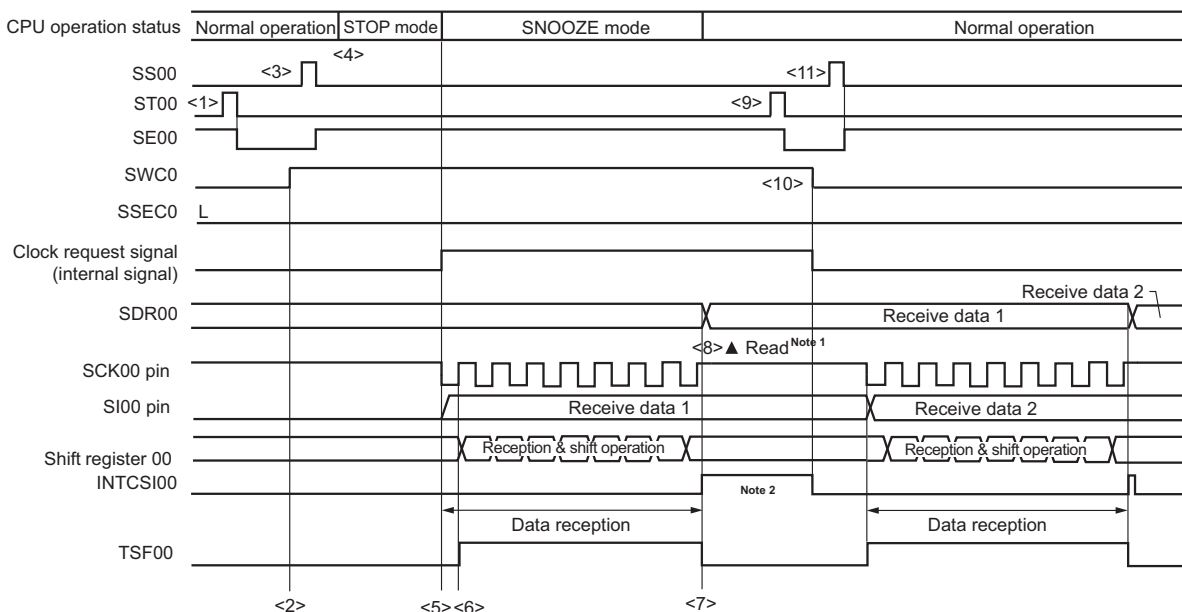 CPU operation status Normal operation STOP mode SNOOZE mode Normal operation
<4>
SS00 <3> <11>
ST00 <1> <9>
SE00
SWC0 <10>
SSEC0 L
Clock request signal
(internal signal)
Receive data 2
SDR00 Receive data 1
<8>▲ Read Note 1
SCK00 pin
SI00 pin Receive data 1 Receive data 2
Shift register 00 Reception & shift operation Reception & shift operation
INTCSI00 Note 2
Data reception Data reception
TSF00
<2> <5> <6> <7>